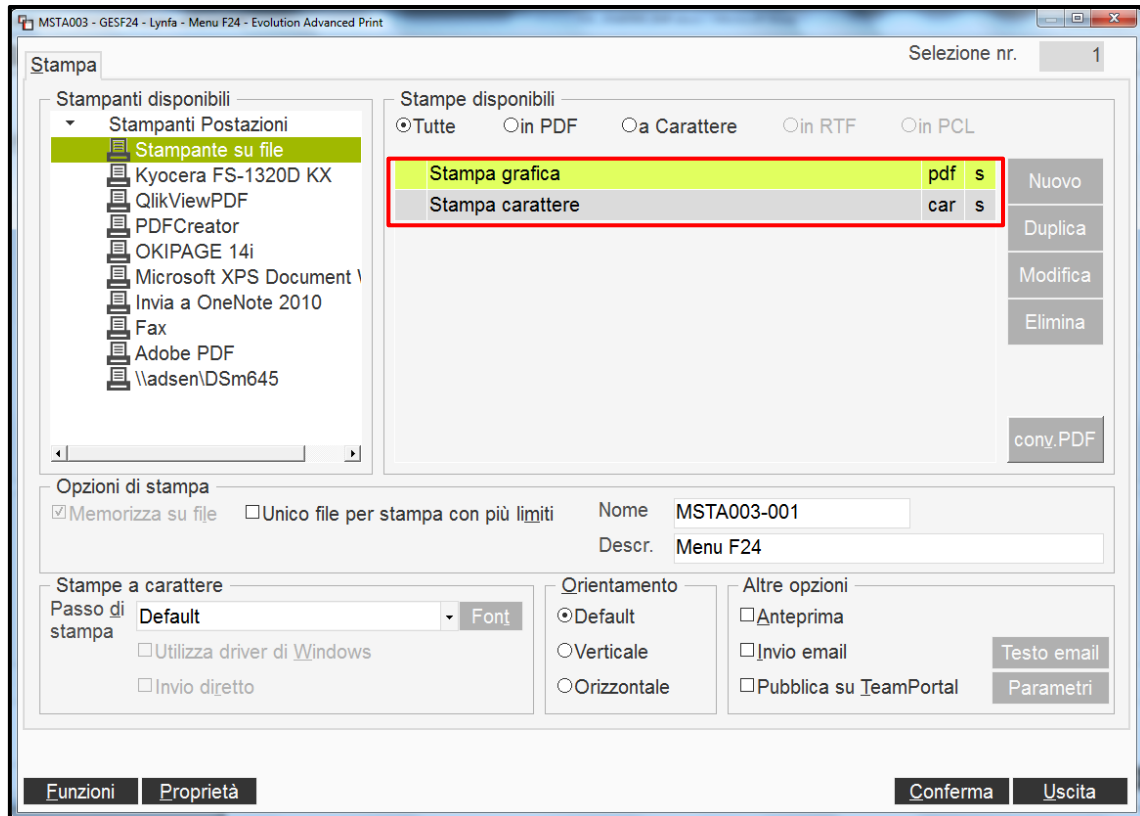 MSTA003 - GESF24 - Lynfa - Menu F24 - Evolution Advanced Print
Selezione nr. 1
Stampa
Stampanti disponibili
Stampanti Postazioni
Stampante su file
Kyocera FS-1320D KX
QlikViewPDF
PDFCreator
OKIPAGE 14i
Microsoft XPS Document
Invia a OneNote 2010
Fax
Adobe PDF
\\adsen\DSm645
Stampe disponibili
Tutte in PDF a Carattere in RTF in PCL
Stampa grafica pdf s
Stampa carattere car s
Nuovo
Duplica
Modifica
Elimina
conv.PDF
Opzioni di stampa
Memorizza su file Unico file per stampa con più limiti Nome MSTA003-001
Descr. Menu F24
Stampe a carattere
Passo di stampa Default Font
Utilizza driver di Windows
Invio diretto
Orientamento
Default
Verticale
Orizzontale
Altre opzioni
Anteprima
Invio email Testo email
Pubblica su TeamPortal Parametri
Funzioni Proprietà Conferma Uscita